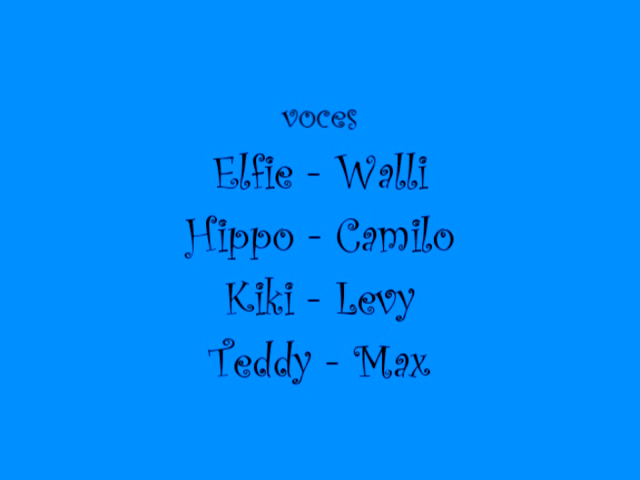 voces
Elfie - Walli
Hippo - Camilo
Kiki - Levy
Teddy - Max